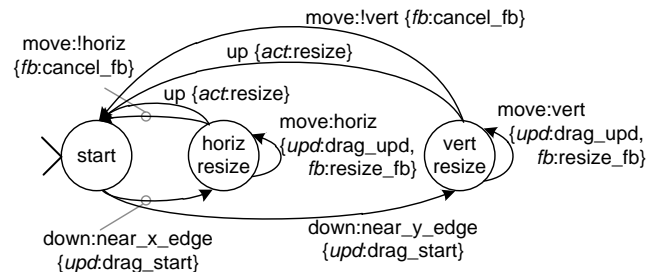 move:!vert {fb:cancel_fb}
move:!horiz
{fb:cancel_fb}
up {act:resize}
up {act:resize}
move:horiz
{upd:drag_upd,
fb:resize_fb}
move:vert
{upd:drag_upd,
fb:resize_fb}
start
horiz
resize
vert
resize
down:near_x_edge
{upd:drag_start}
down:near_y_edge
{upd:drag_start}